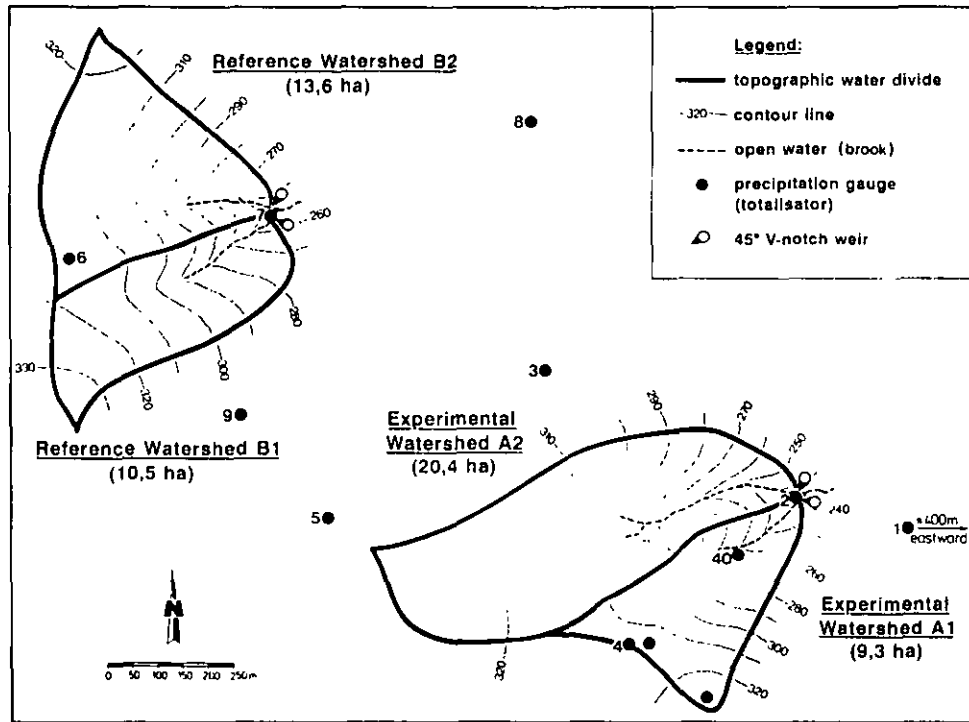 320
310
290
270
260
Reference Watershed B2
(13,6 ha)
8
7
6
280
300
320
330
9
Reference Watershed B1
(10,5 ha)
Legend:
topographic water divide
320 contour line
open water (brook)
precipitation gauge
(totalisator)
45° V-notch weir
3
Experimental
Watershed A2
(20,4 ha)
310
290
270
250
240
2
1
400m
eastward
5
40
260
280
300
320
Experimental
Watershed A1
(9,3 ha)
4
320
N
0 50 100 150 200 250m